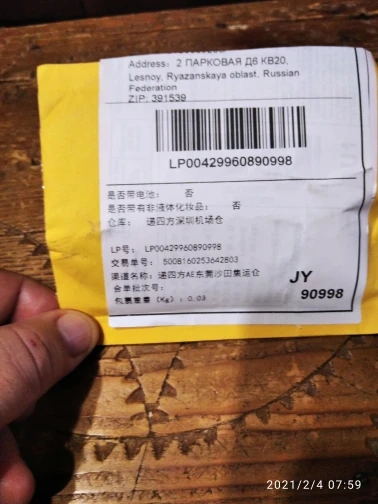 Address: 2 ПАРКОВАЯ Д6 КВ20,
Lesnoy, Ryazanskaya oblast, Russian
Federation
ZIP: 391539
LP00429960890998
是否带电池: 否
是否带有非液体化妆品: 否
仓库: 递四方深圳机场仓
LP号: LP00429960890998
交易单号: 5008160253642803
渠道名称: 递四方AE东莞沙田集运仓
合单批次号:
包裹重量 (Kg): 0.03
JY
90998
2021/2/4 07:59